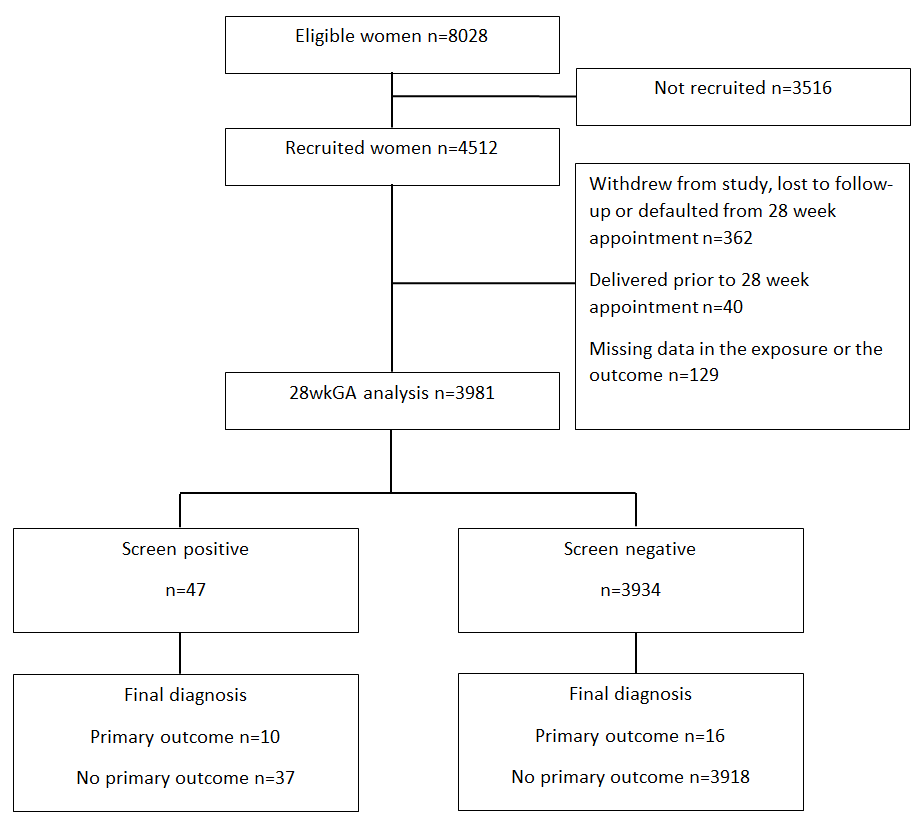 Eligible women n=8028
Not recruited n=3516
Recruited women n=4512
Withdrew from study, lost to follow-
up or defaulted from 28 week
appointment n=362
Delivered prior to 28 week
appointment n=40
Missing data in the exposure or the
outcome n=129
28wkGA analysis n=3981
Screen positive
n=47
Screen negative
n=3934
Final diagnosis
Primary outcome n=10
No primary outcome n=37
Final diagnosis
Primary outcome n=16
No primary outcome n=3918